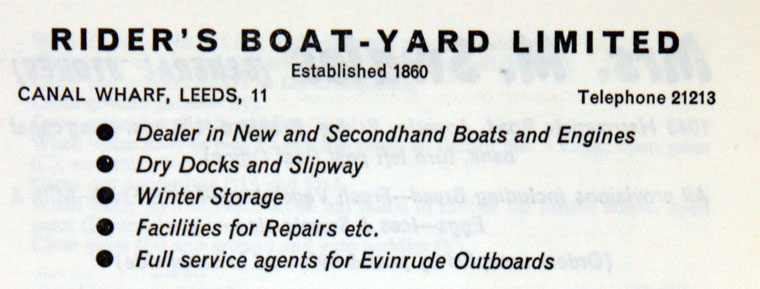 RIDER'S BOAT YARD LIMITED
Established 1860
CANAL WHARF, LEEDS, 11 Telephone 21213
● Dealer in New and Secondhand Boats and Engines
● Dry Docks and Slipway
● Winter Storage
● Facilities for Repairs etc.
● Full service agents for Evinrude Outboards